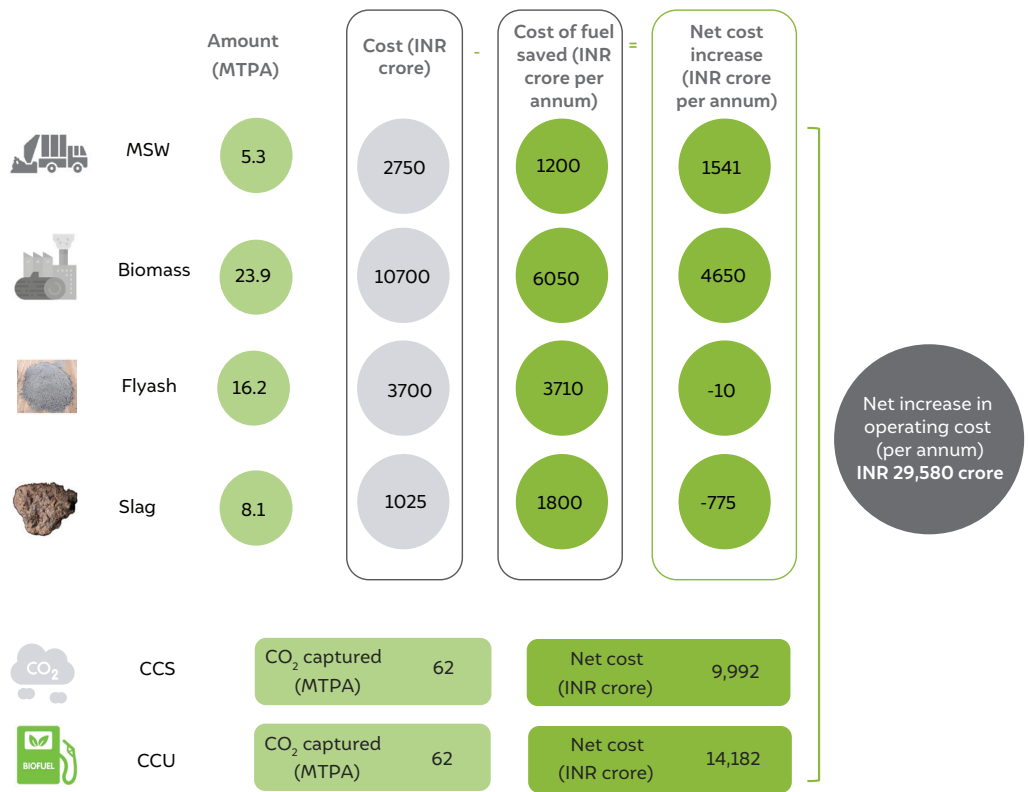 Amount
(MTPA)
Cost (INR
crore)
-
Cost of fuel
saved (INR
crore per
annum)
=
Net cost
increase
(INR crore
per annum)
MSW
5.3
2750
1200
1541
Biomass
23.9
10700
6050
4650
Flyash
16.2
3700
3710
-10
Slag
8.1
1025
1800
-775
Net increase in
operating cost
(per annum)
INR 29,580 crore
CO2
CCS
CO2 captured
(MTPA)
62
Net cost
(INR crore)
9,992
BIOFUEL
CCU
CO2 captured
(MTPA)
62
Net cost
(INR crore)
14,182